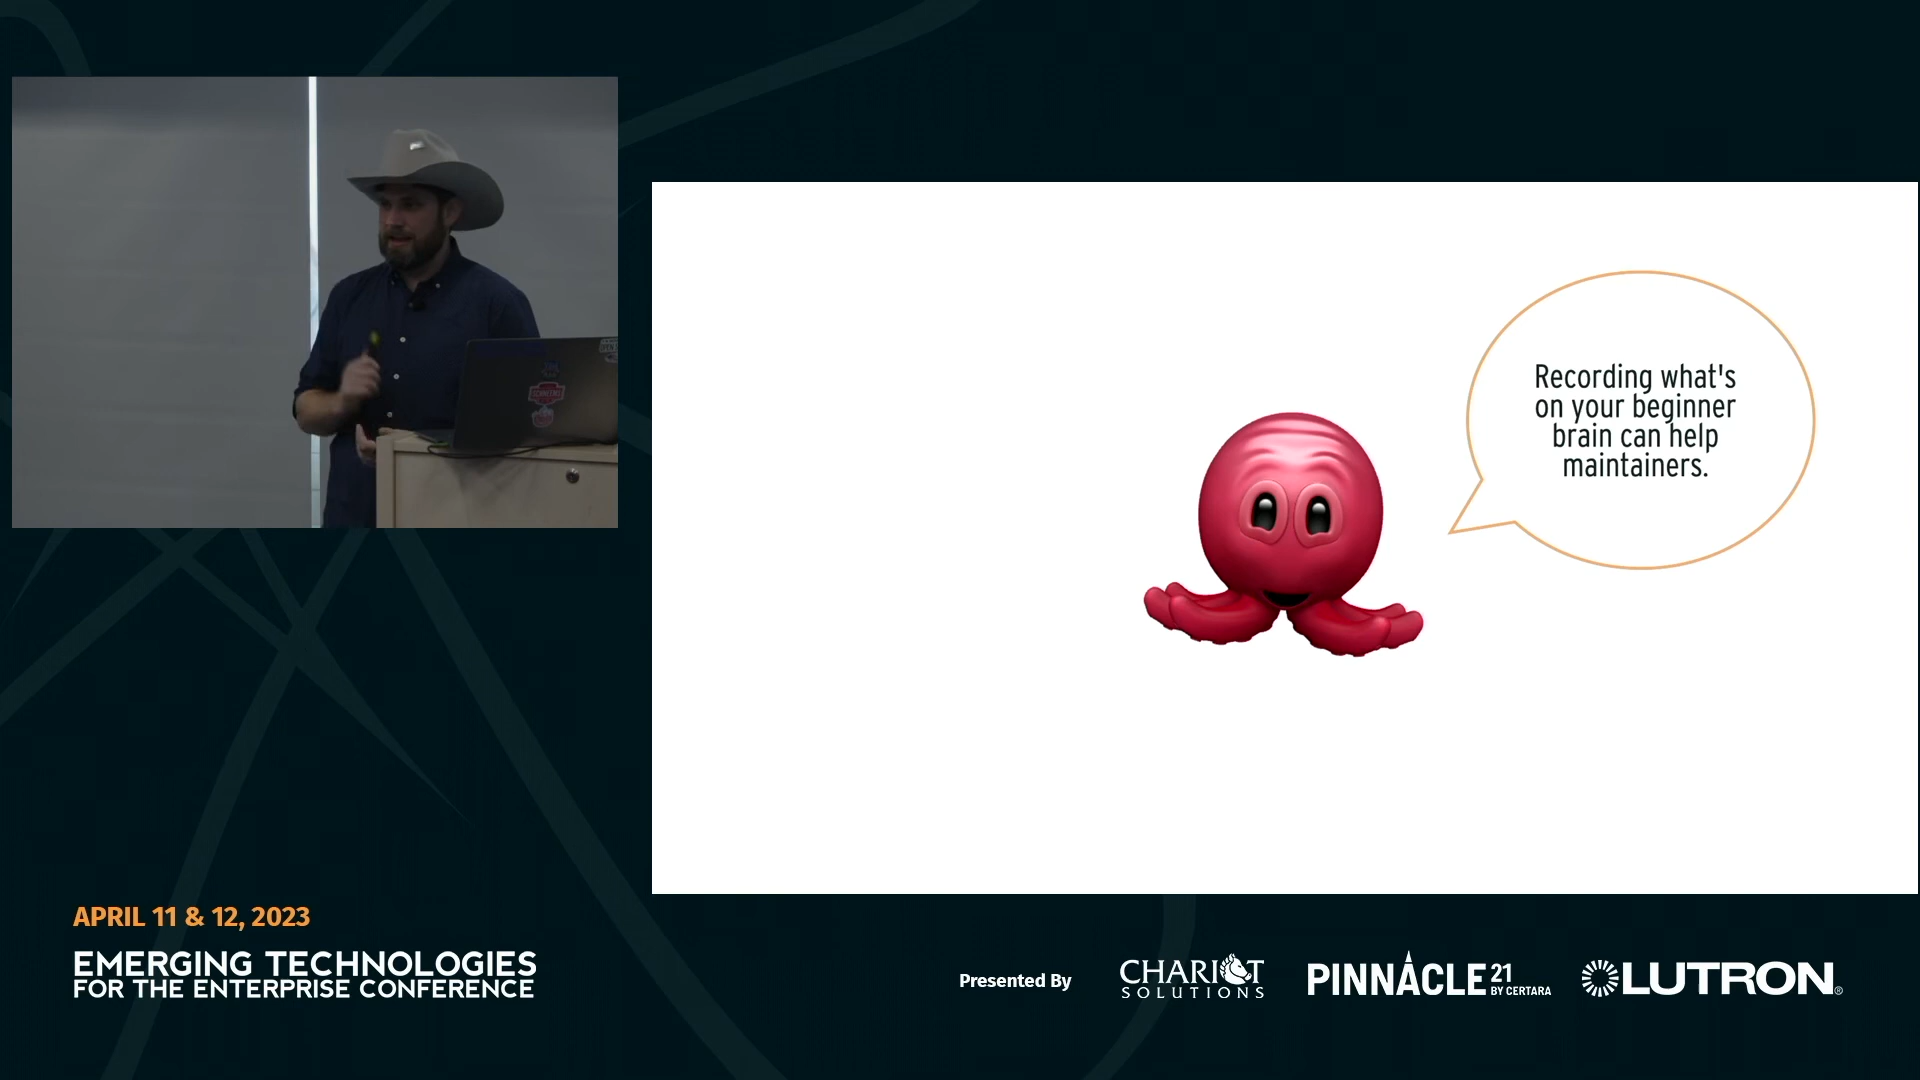 Recording what's
on your beginner
brain can help
maintainers.
APRIL 11 & 12, 2023
EMERGING TECHNOLOGIES
FOR THE ENTERPRISE CONFERENCE
Presented By
CHARIOT
SOLUTIONS
PINNACLE 21
BY CERTARA
LUTRON®